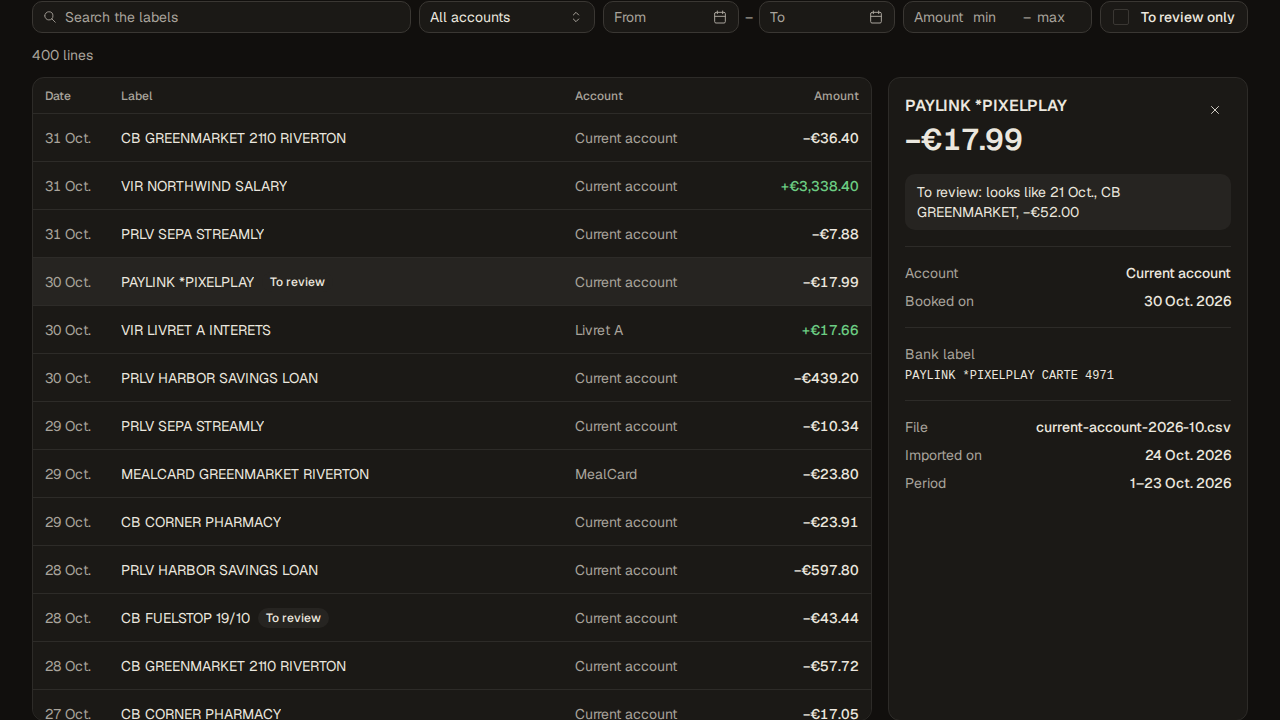 Search the labels
All accounts
From
–
To
Amount min – max
To review only
400 lines
Date Label Account Amount
31 Oct. CB GREENMARKET 2110 RIVERTON Current account −€36.40
31 Oct. VIR NORTHWIND SALARY Current account +€3,338.40
31 Oct. PRLV SEPA STREAMLY Current account −€7.88
30 Oct. PAYLINK *PIXELPLAY To review Current account −€17.99
30 Oct. VIR LIVRET A INTERETS Livret A +€17.66
30 Oct. PRLV HARBOR SAVINGS LOAN Current account −€439.20
29 Oct. PRLV SEPA STREAMLY Current account −€10.34
29 Oct. MEALCARD GREENMARKET RIVERTON MealCard −€23.80
29 Oct. CB CORNER PHARMACY Current account −€23.91
28 Oct. PRLV HARBOR SAVINGS LOAN Current account −€597.80
28 Oct. CB FUELSTOP 19/10 To review Current account −€43.44
28 Oct. CB GREENMARKET 2110 RIVERTON Current account −€57.72
27 Oct. CB CORNER PHARMACY Current account −€17.05
PAYLINK *PIXELPLAY
−€17.99
To review: looks like 21 Oct., CB
GREENMARKET, −€52.00
Account Current account
Booked on 30 Oct. 2026
Bank label
PAYLINK *PIXELPLAY CARTE 4971
File current-account-2026-10.csv
Imported on 24 Oct. 2026
Period 1–23 Oct. 2026